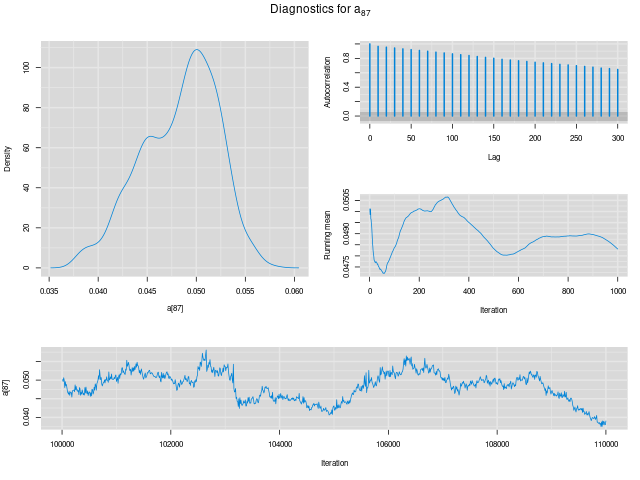 Diagnostics for a87
Density
0 20 40 60 80 100
0.035 0.040 0.045 0.050 0.055 0.060
a[87]
Autocorrelation
0.0 0.4 0.8
0 50 100 150 200 250 300
Lag
Running mean
0.0475 0.0490 0.0505
0 200 400 600 800 1000
Iteration
a[87]
0.040 0.050
100000 102000 104000 106000 108000 110000
Iteration